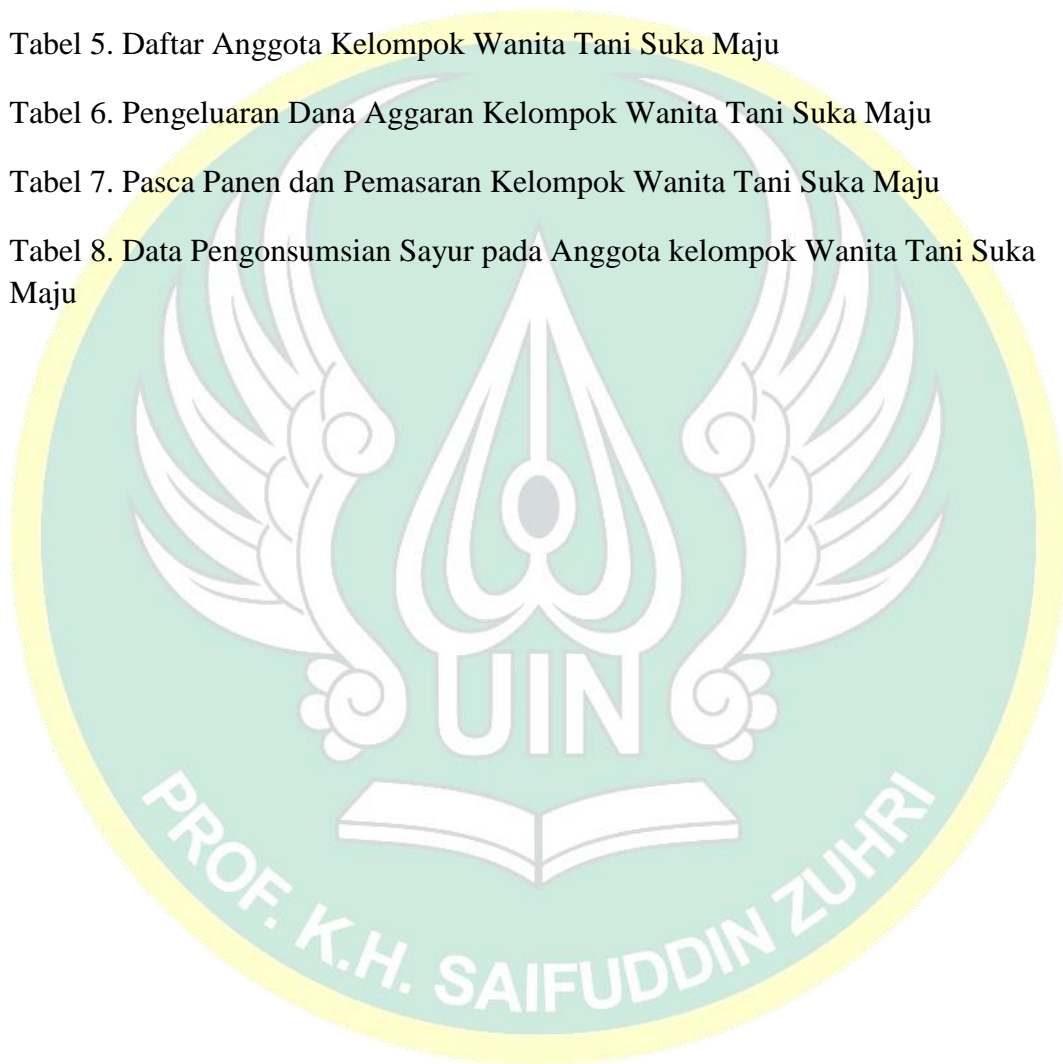 Tabel 5. Daftar Anggota Kelompok Wanita Tani Suka Maju
Tabel 6. Pengeluaran Dana Aggaran Kelompok Wanita Tani Suka Maju
Tabel 7. Pasca Panen dan Pemasaran Kelompok Wanita Tani Suka Maju
Tabel 8. Data Pengonsumsian Sayur pada Anggota kelompok Wanita Tani Suka
Maju
UIN
PROF. K.H. SAIFUDDIN ZUHRI